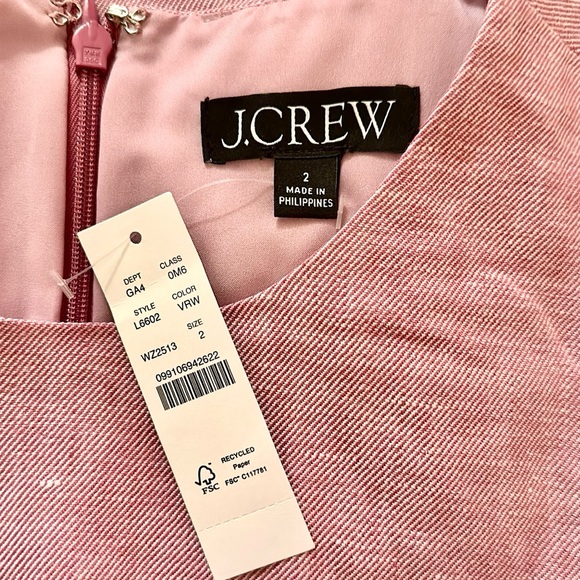 J.CREW
2
MADE IN
PHILIPPINES
DEPT CLASS
GA4 0M6
STYLE COLOR
L6602 VRW
SIZE
WZ2513 2
099106942622
RECYCLED
Paper
FSC® C117781
FSC